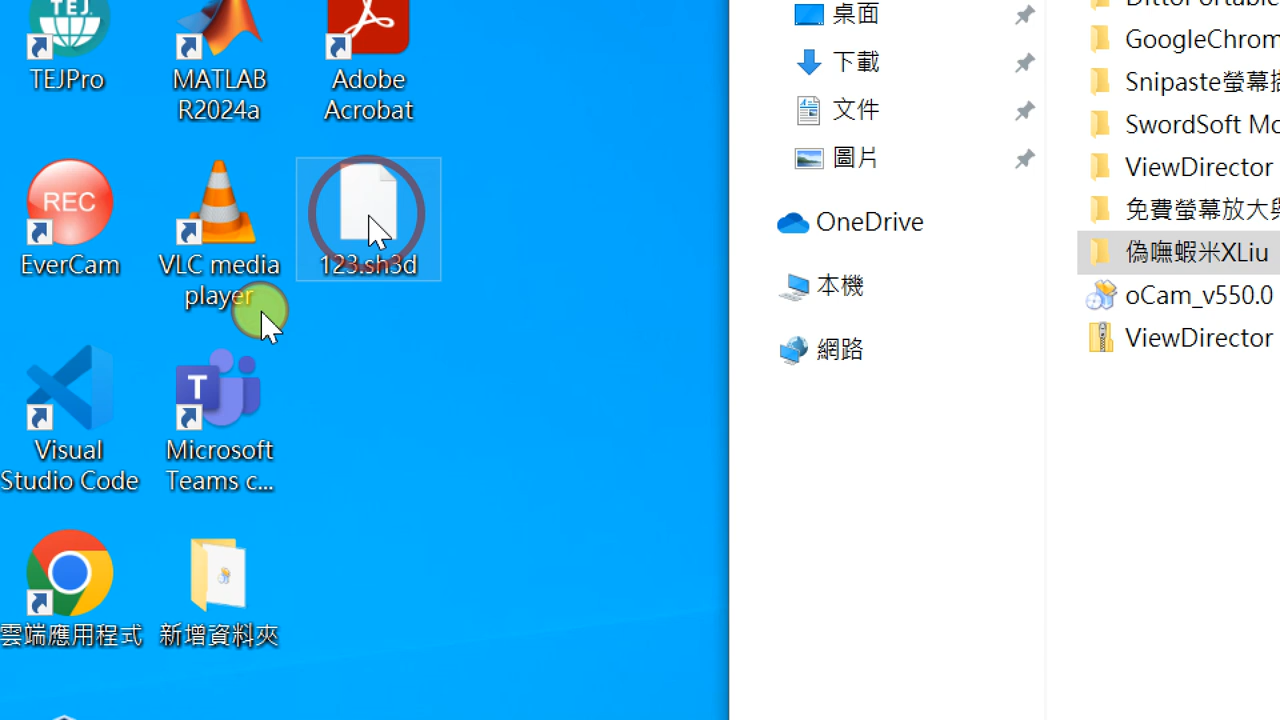 TEJ.
TEJPro
MATLAB
R2024a
Adobe
Acrobat
REC
EverCam
VLC media
player
123.sh3d
Visual
Studio Code
T
Microsoft
Teams c...
雲端應用程式
新增資料夾
桌面
下載
文件
圖片
OneDrive
本機
網路
GoogleChrom
Snipaste螢幕
SwordSoft Mo
ViewDirector
免費螢幕放大
偽嘸蝦米XLiu
oCam_v550.0
ViewDirector